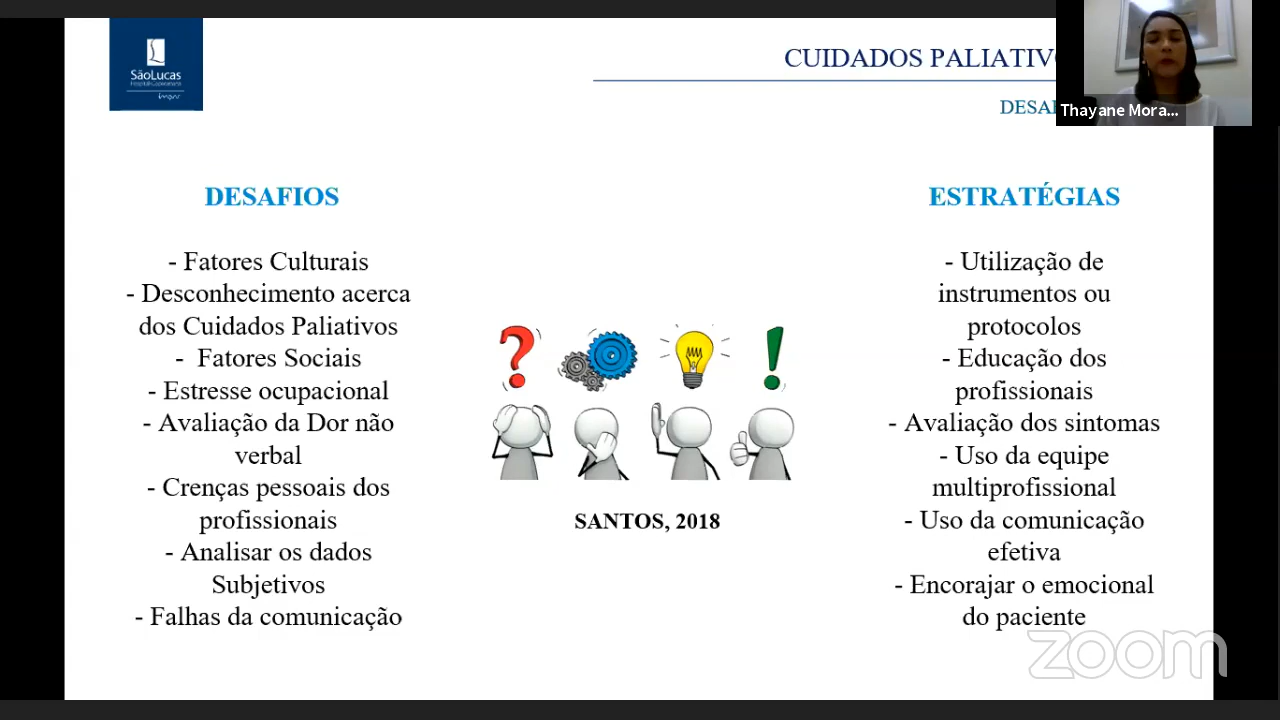 SãoLucas
CUIDADOS PALIATIVO
DESAF
Thayane Mora...
DESAFIOS
- Fatores Culturais
- Desconhecimento acerca
dos Cuidados Paliativos
- Fatores Sociais
- Estresse ocupacional
- Avaliação da Dor não
verbal
- Crenças pessoais dos
profissionais
- Analisar os dados
Subjetivos
- Falhas da comunicação
SANTOS, 2018
ESTRATÉGIAS
- Utilização de
instrumentos ou
protocolos
- Educação dos
profissionais
- Avaliação dos sintomas
- Uso da equipe
multiprofissional
- Uso da comunicação
efetiva
- Encorajar o emocional
do paciente
zoom